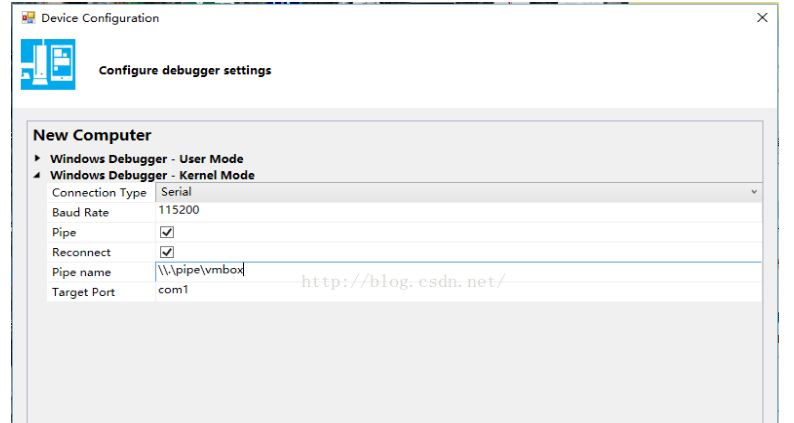 Device Configuration
Configure debugger settings
New Computer
Windows Debugger - User Mode
Windows Debugger - Kernel Mode
Connection Type Serial
Baud Rate 115200
Pipe
Reconnect
Pipe name \\.\pipe\vmbox
http://blog.csdn.net/
Target Port com1